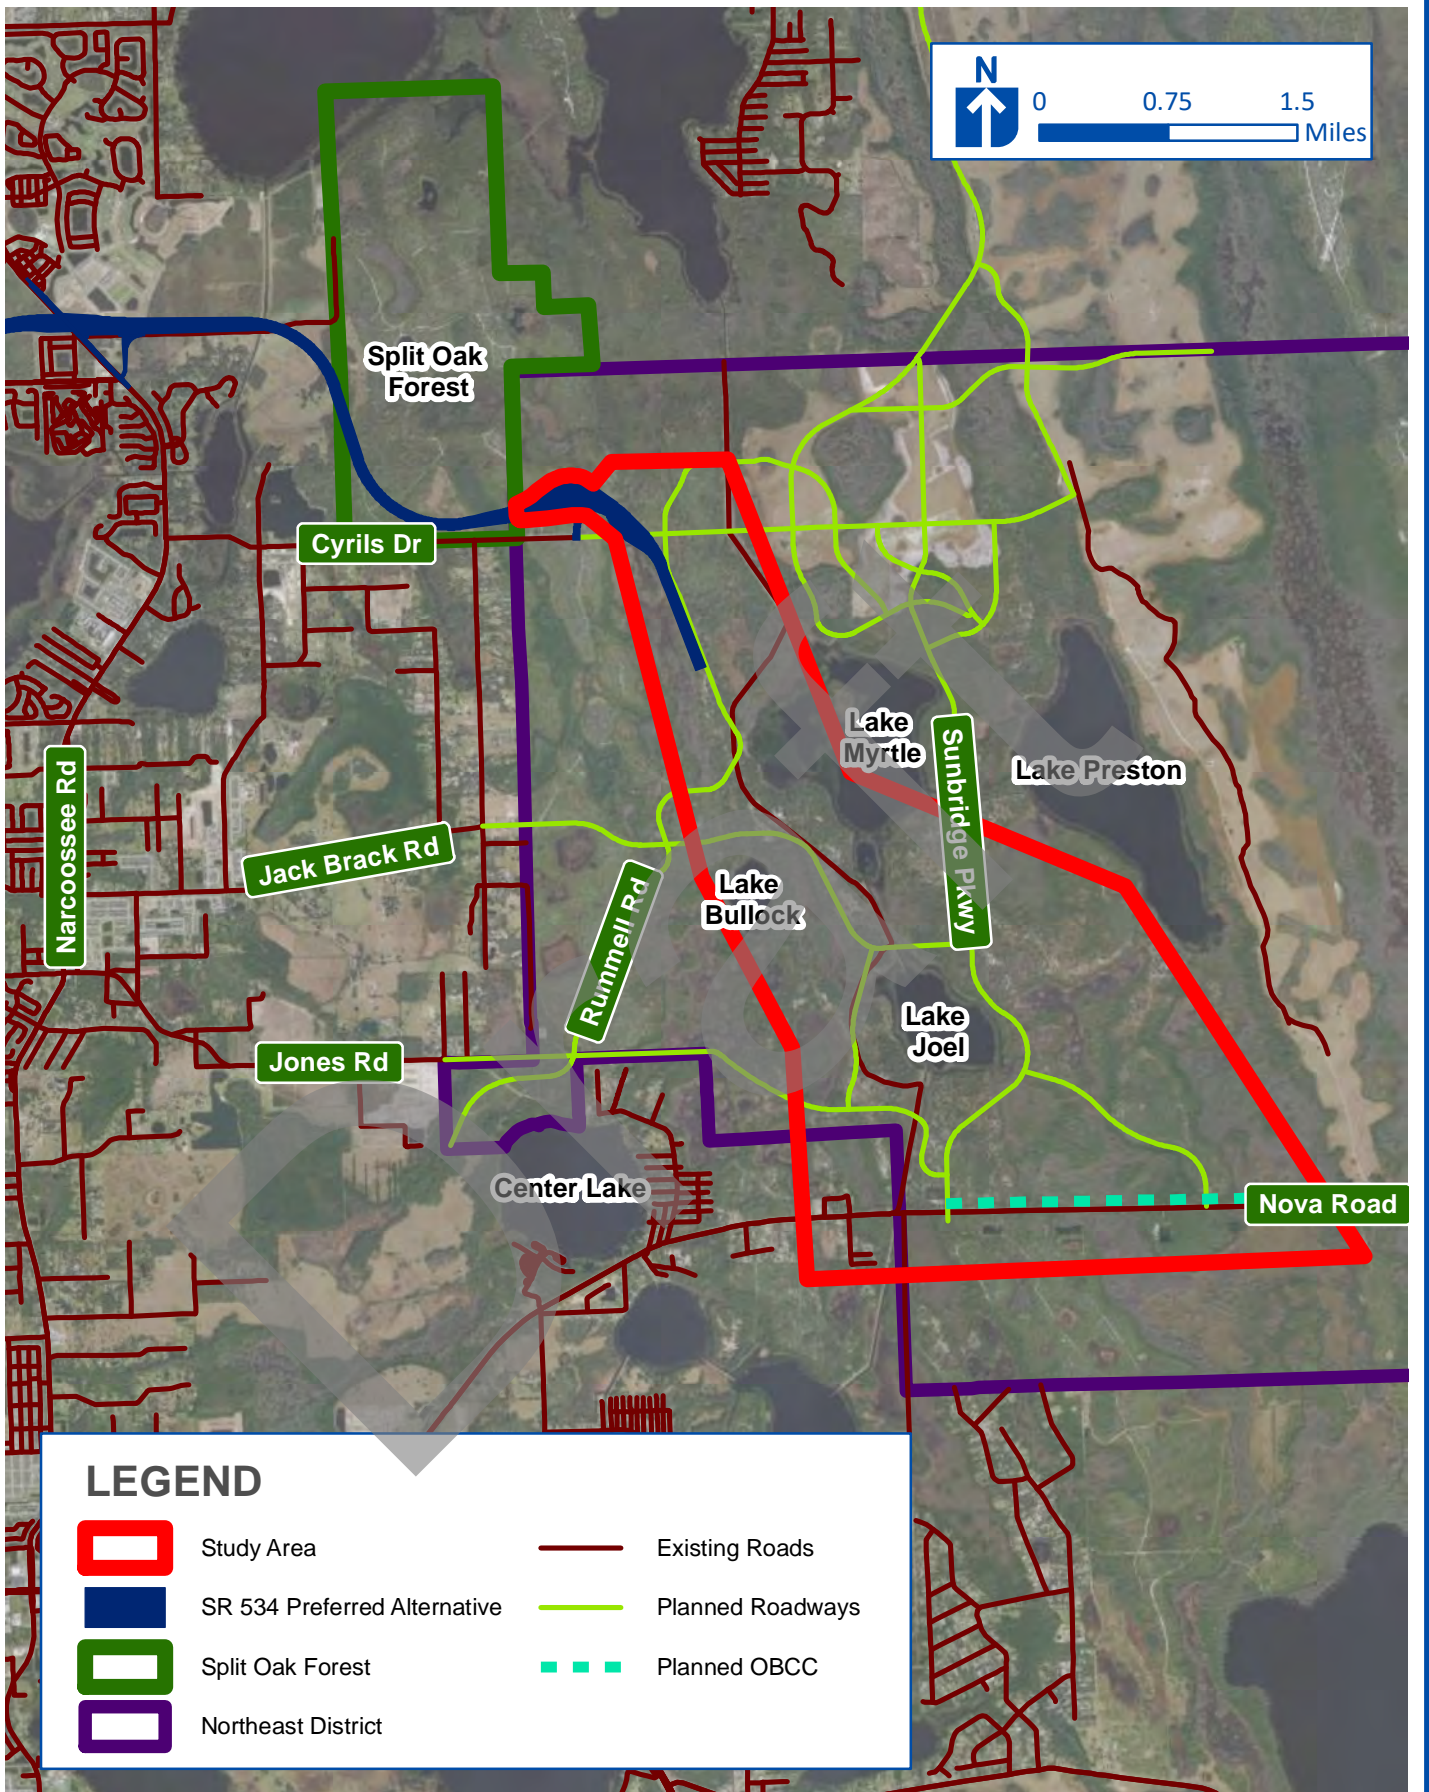 N
0 0.75 1.5
Miles
Split Oak
Forest
Cyrils Dr
Lake
Myrtle
Lake Preston
Sunbridge Pkwy
Narcoossee Rd
Jack Brack Rd
Lake
Bullock
Rummell Rd
Lake
Joel
Jones Rd
Center Lake
Nova Road
LEGEND
Study Area
SR 534 Preferred Alternative
Split Oak Forest
Northeast District
Existing Roads
Planned Roadways
Planned OBCC